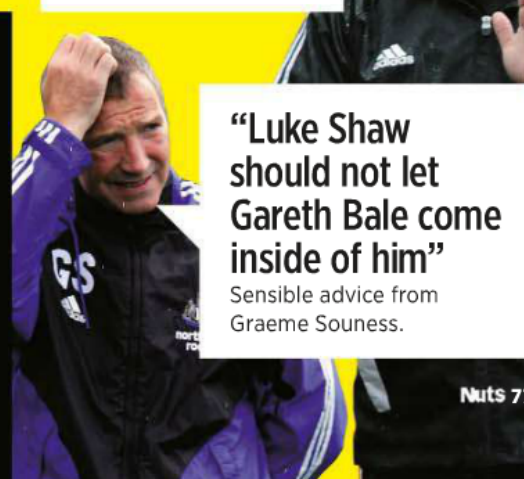 adidas
“Luke Shaw
should not let
Gareth Bale come
inside of him”
Sensible advice from
Graeme Souness.
GS
adidas
Nuts 7